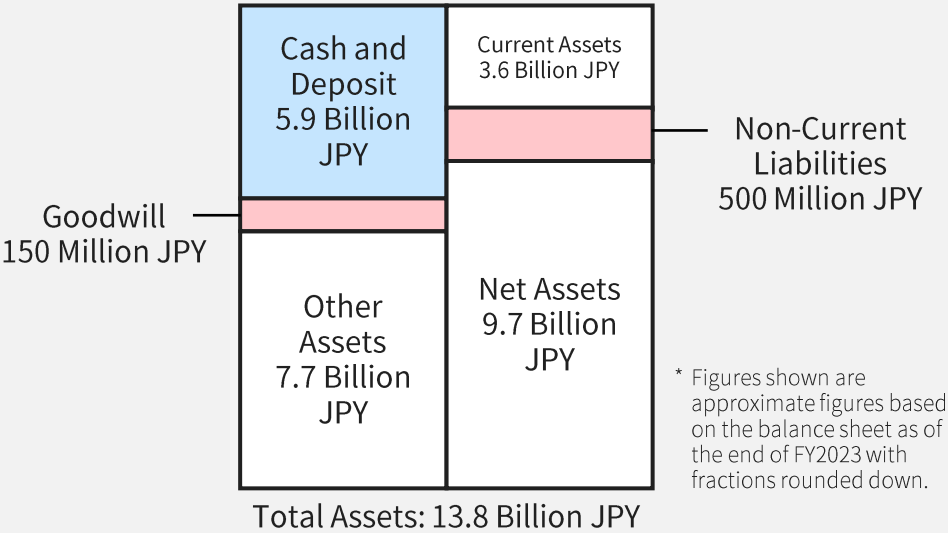 Cash and
Deposit
5.9 Billion
JPY
Current Assets
3.6 Billion JPY
Non-Current
Liabilities
500 Million JPY
Goodwill
150 Million JPY
Other
Assets
7.7 Billion
JPY
Net Assets
9.7 Billion
JPY
* Figures shown are
approximate figures based
on the balance sheet as of
the end of FY2023 with
fractions rounded down.
Total Assets: 13.8 Billion JPY